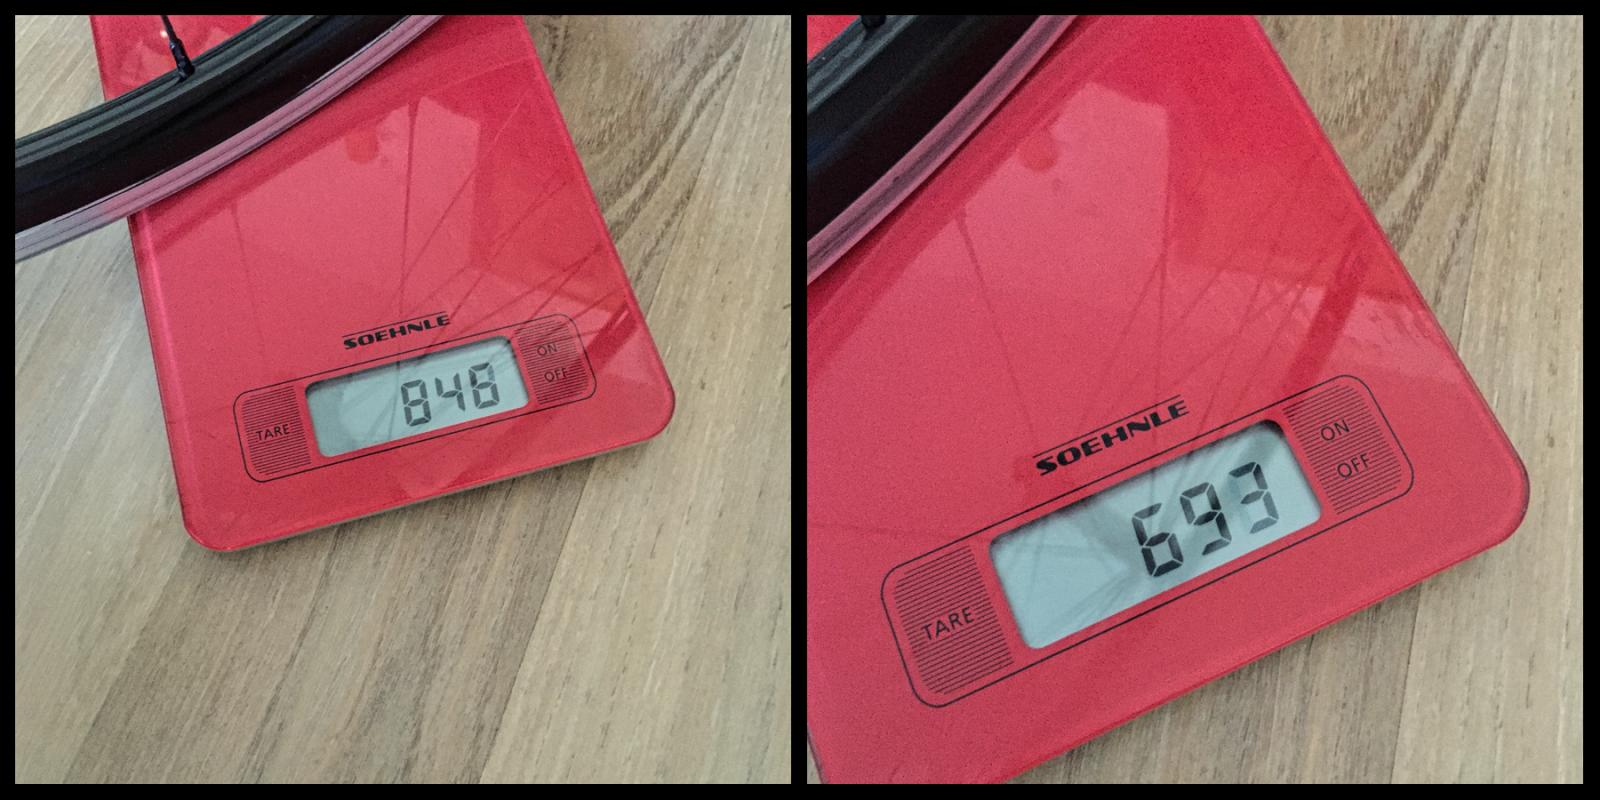 SOEHNLE
ON
OFF
848
TARE
SOEHNLE
ON
OFF
693
TARE